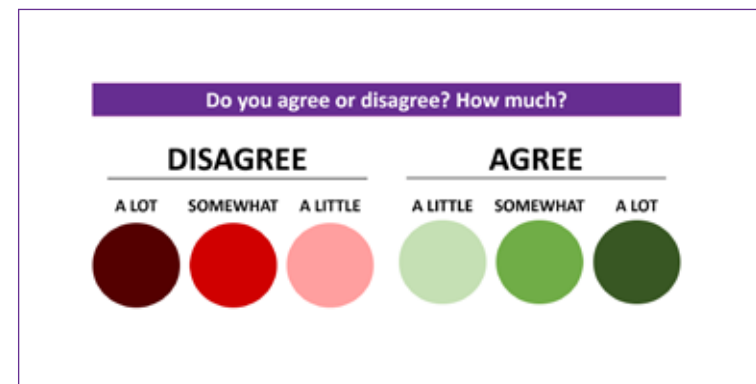 Do you agree or disagree? How much?
DISAGREE AGREE
A LOT SOMEWHAT A LITTLE A LITTLE SOMEWHAT A LOT